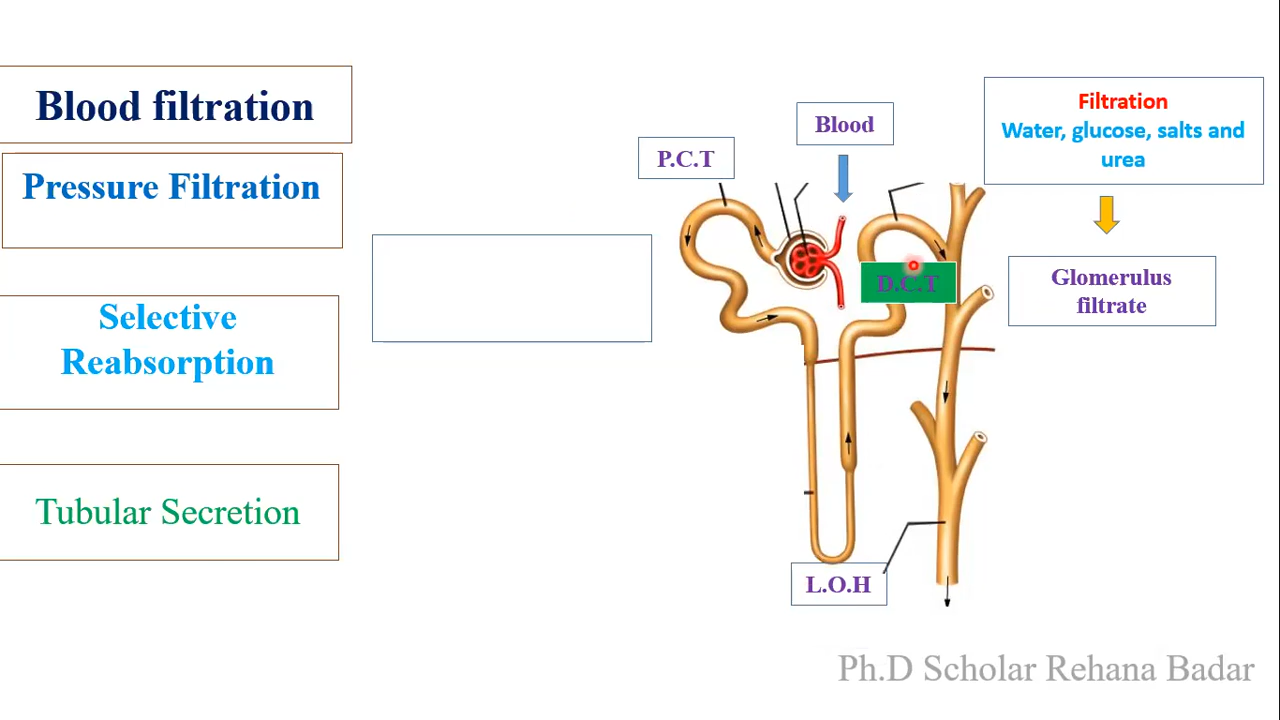 Blood filtration
Pressure Filtration
Selective
Reabsorption
Tubular Secretion
P.C.T
Blood
D.C.T
L.O.H
Filtration
Water, glucose, salts and
urea
Glomerulus
filtrate
Ph.D Scholar Rehana Badar